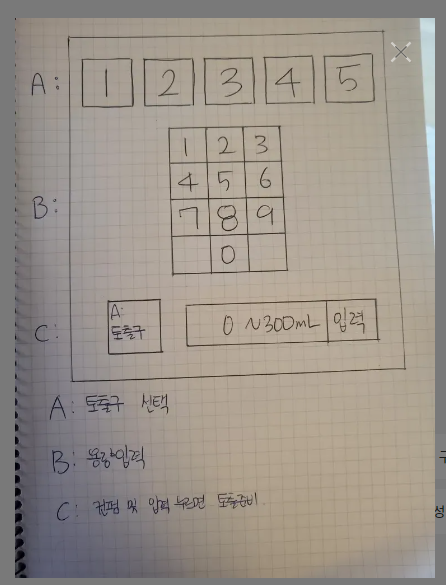 A: 1 2 3 4 5
1 2 3
4 5 6
B:
7 8 9
0
A:
토출구
C: 0 ~300mL 입력
A: 토출구 선택
B: 용량입력
C: 컨펌 및 입력 누르면 토출준비
구
성